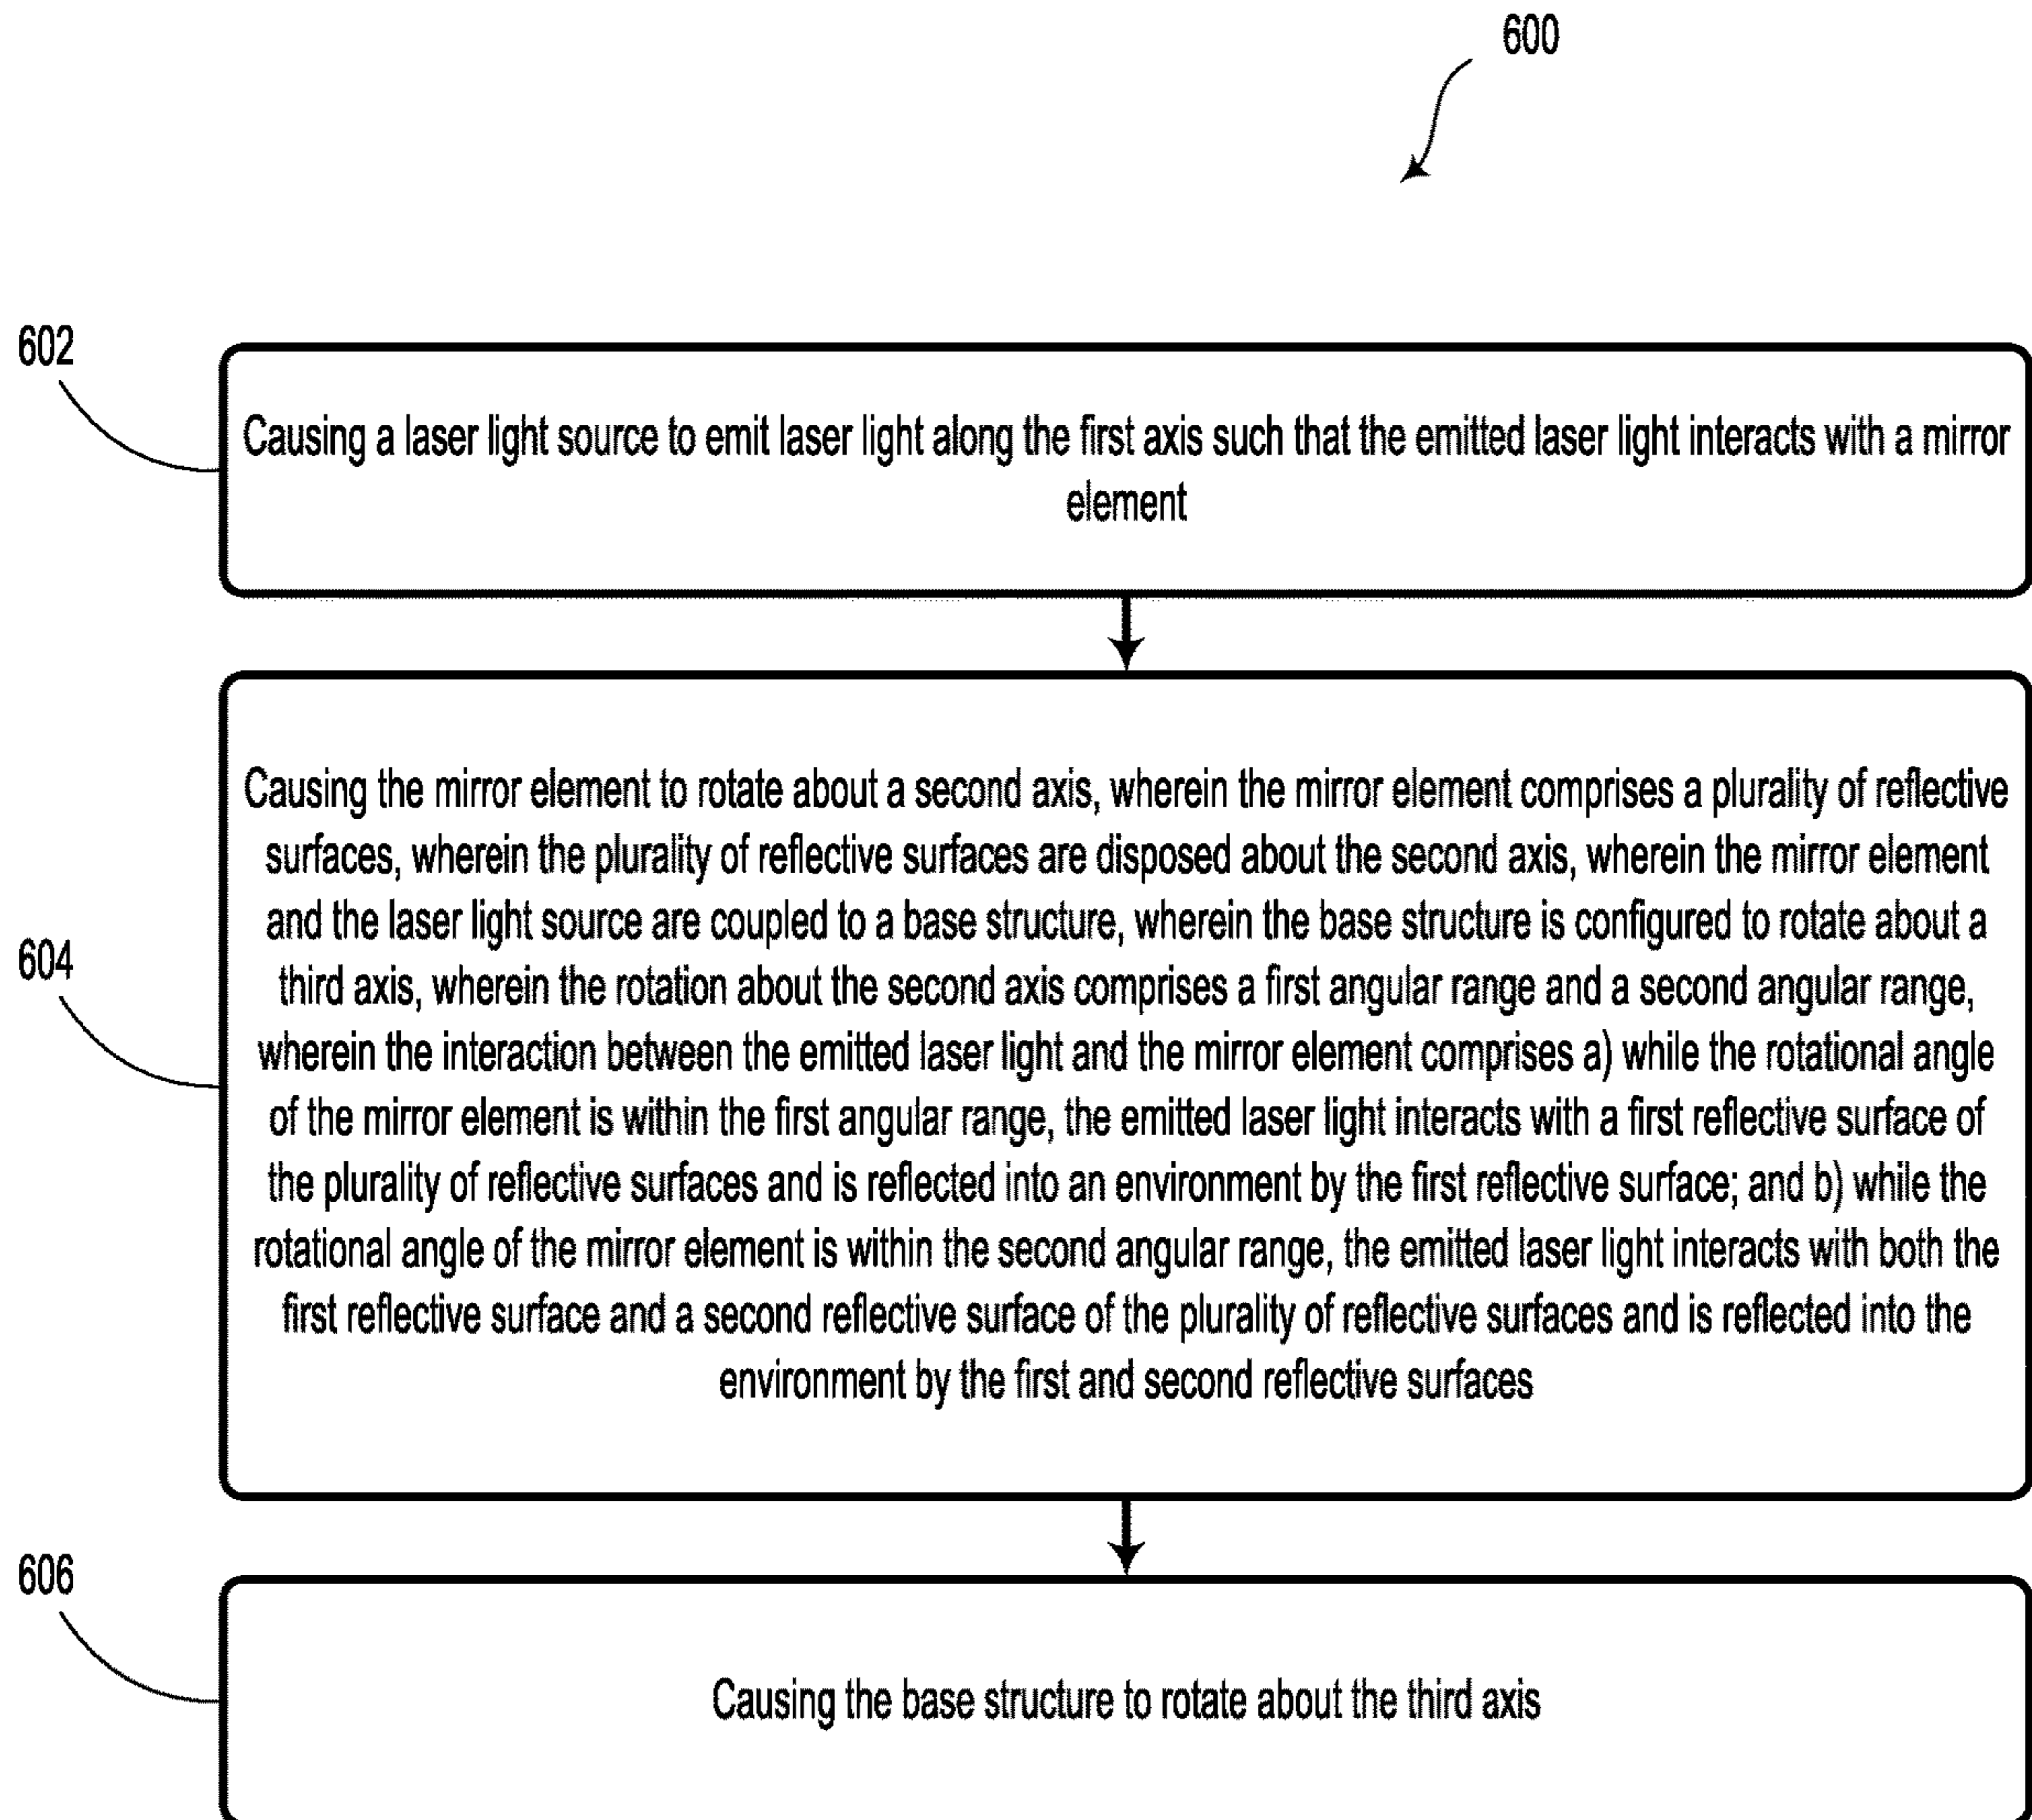 600
602
Causing a laser light source to emit laser light along the first axis such that the emitted laser light interacts with a mirror
element
604
Causing the mirror element to rotate about a second axis, wherein the mirror element comprises a plurality of reflective
surfaces, wherein the plurality of reflective surfaces are disposed about the second axis, wherein the mirror element
and the laser light source are coupled to a base structure, wherein the base structure is configured to rotate about a
third axis, wherein the rotation about the second axis comprises a first angular range and a second angular range,
wherein the interaction between the emitted laser light and the mirror element comprises a) while the rotational angle
of the mirror element is within the first angular range, the emitted laser light interacts with a first reflective surface of
the plurality of reflective surfaces and is reflected into an environment by the first reflective surface; and b) while the
rotational angle of the mirror element is within the second angular range, the emitted laser light interacts with both the
first reflective surface and a second reflective surface of the plurality of reflective surfaces and is reflected into the
environment by the first and second reflective surfaces
606
Causing the base structure to rotate about the third axis